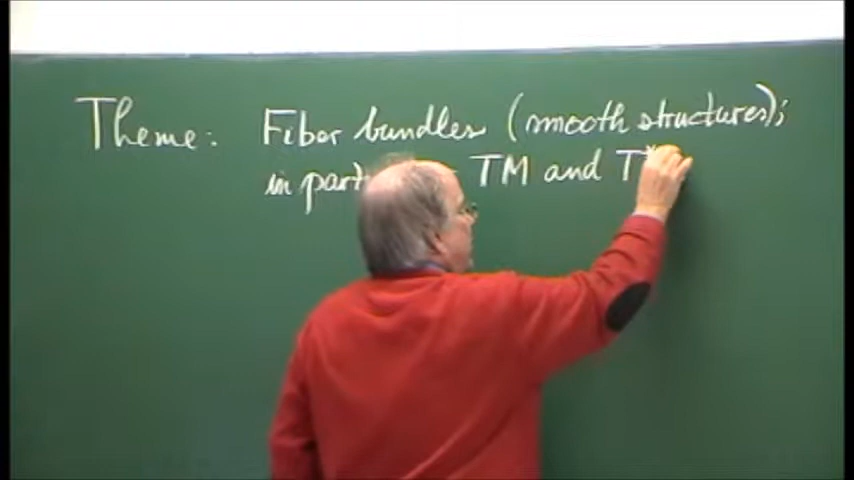 Theme: Fiber bundles (smooth structures);
in part TM and T*